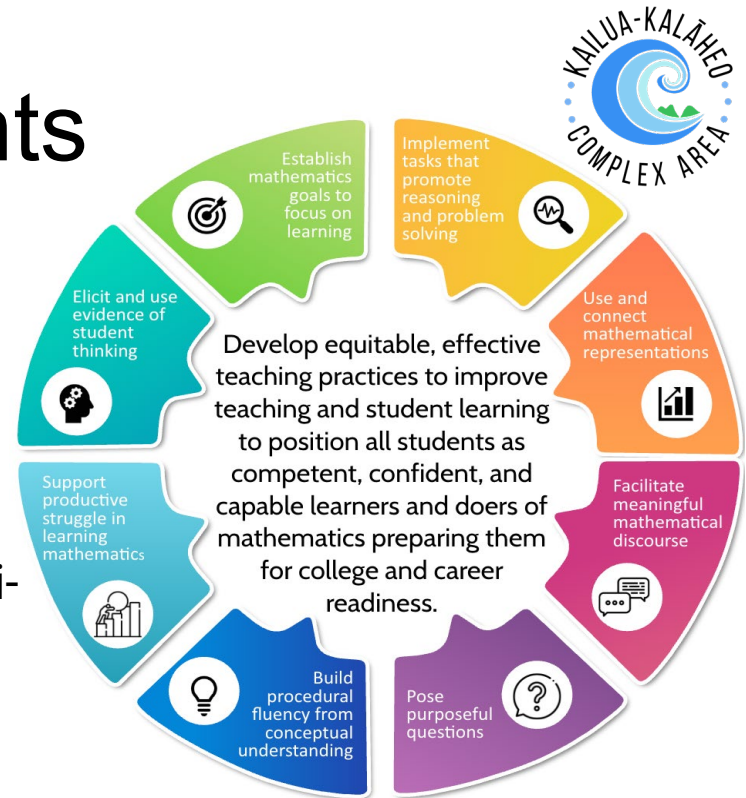 KAILUA-KALĀHEO
COMPLEX AREA
nts
Establish
mathematics
goals to
focus on
learning
Implement
tasks that
promote
reasoning
and problem
solving
Elicit and use
evidence of
student
thinking
Use and
connect
mathematical
representations
Develop equitable, effective
teaching practices to improve
teaching and student learning
to position all students as
competent, confident, and
capable learners and doers of
mathematics preparing them
for college and career
readiness.
Support
productive
struggle in
learning
mathematics
Facilitate
meaningful
mathematical
discourse
i-
Build
procedural
fluency from
conceptual
understanding
Pose
purposeful
questions